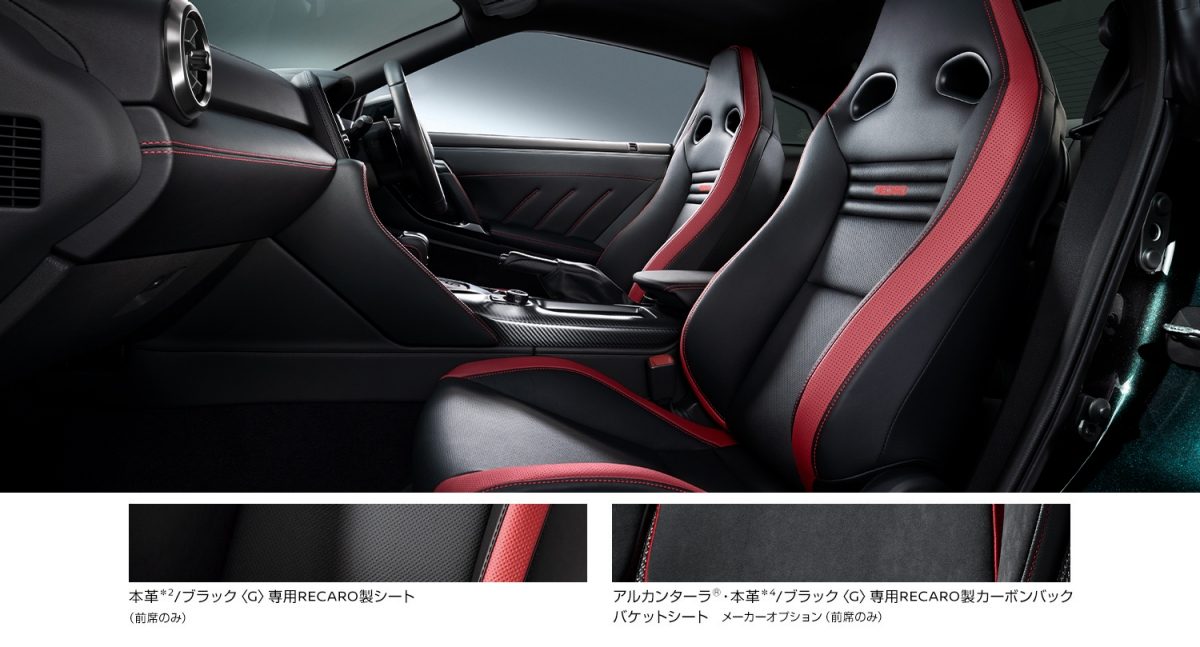 本革＊2/ブラック〈G〉専用RECARO製シート
（前席のみ）
アルカンターラ®・本革＊4/ブラック〈G〉専用RECARO製カーボンバック
バケットシート　メーカーオプション（前席のみ）